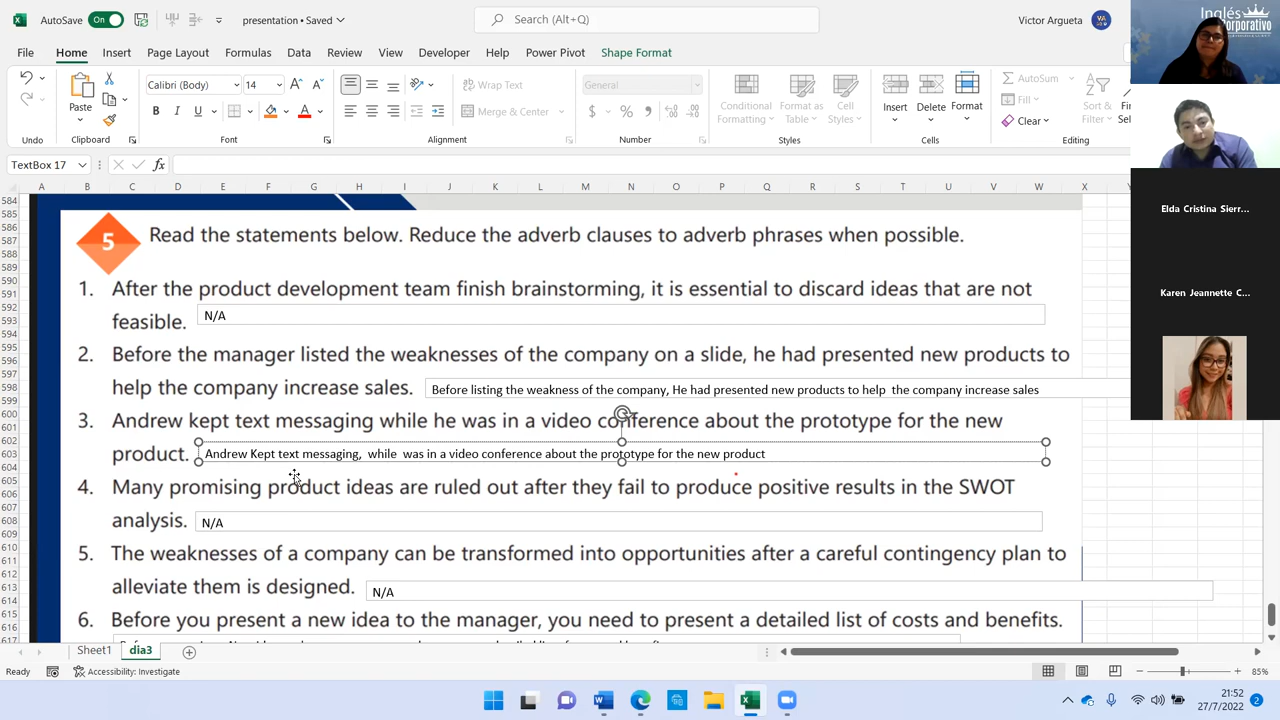 AutoSave On presentation • Saved Search (Alt+Q) Victor Argueta VA
Inglés
Corporativo
File Home Insert Page Layout Formulas Data Review View Developer Help Power Pivot Shape Format
Calibri (Body) 14 Wrap Text General AutoSum
Paste B I U Merge & Center $ % Conditional Format as Cell Insert Delete Format Fill Sort &
Formatting Table Styles Clear Filter
Undo Clipboard Font Alignment Number Styles Cells Editing
TextBox 17 fx
A B C D E F G H I J K L M N O P Q R S T U V W X
5 Read the statements below. Reduce the adverb clauses to adverb phrases when possible.
1. After the product development team finish brainstorming, it is essential to discard ideas that are not
feasible. N/A
2. Before the manager listed the weaknesses of the company on a slide, he had presented new products to
help the company increase sales. Before listing the weakness of the company, He had presented new products to help the company increase sales
3. Andrew kept text messaging while he was in a video conference about the prototype for the new
product. Andrew Kept text messaging, while was in a video conference about the prototype for the new product
4. Many promising product ideas are ruled out after they fail to produce positive results in the SWOT
analysis. N/A
5. The weaknesses of a company can be transformed into opportunities after a careful contingency plan to
alleviate them is designed. N/A
6. Before you present a new idea to the manager, you need to present a detailed list of costs and benefits.
Elda Cristina Sierr...
Karen Jeannette C...
Sheet1 dia3
Ready Accessibility: Investigate 85%
21:52
27/7/2022 2